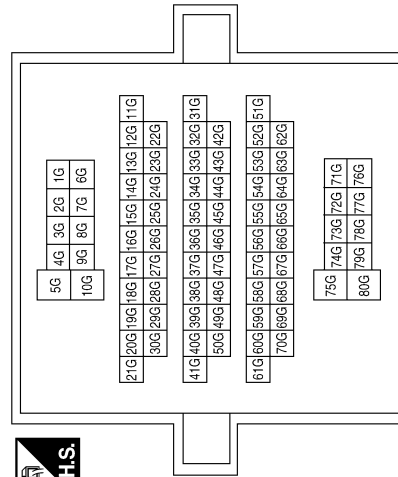 H.S.
5G 4G 3G 2G 1G
10G 9G 8G 7G 6G
21G 20G 19G 18G 17G 16G 15G 14G 13G 12G 11G
30G 29G 28G 27G 26G 25G 24G 23G 22G
41G 40G 39G 38G 37G 36G 35G 34G 33G 32G 31G
50G 49G 48G 47G 46G 45G 44G 43G 42G
61G 60G 59G 58G 57G 56G 55G 54G 53G 52G 51G
70G 69G 68G 67G 66G 65G 64G 63G 62G
75G 74G 73G 72G 71G
80G 79G 78G 77G 76G